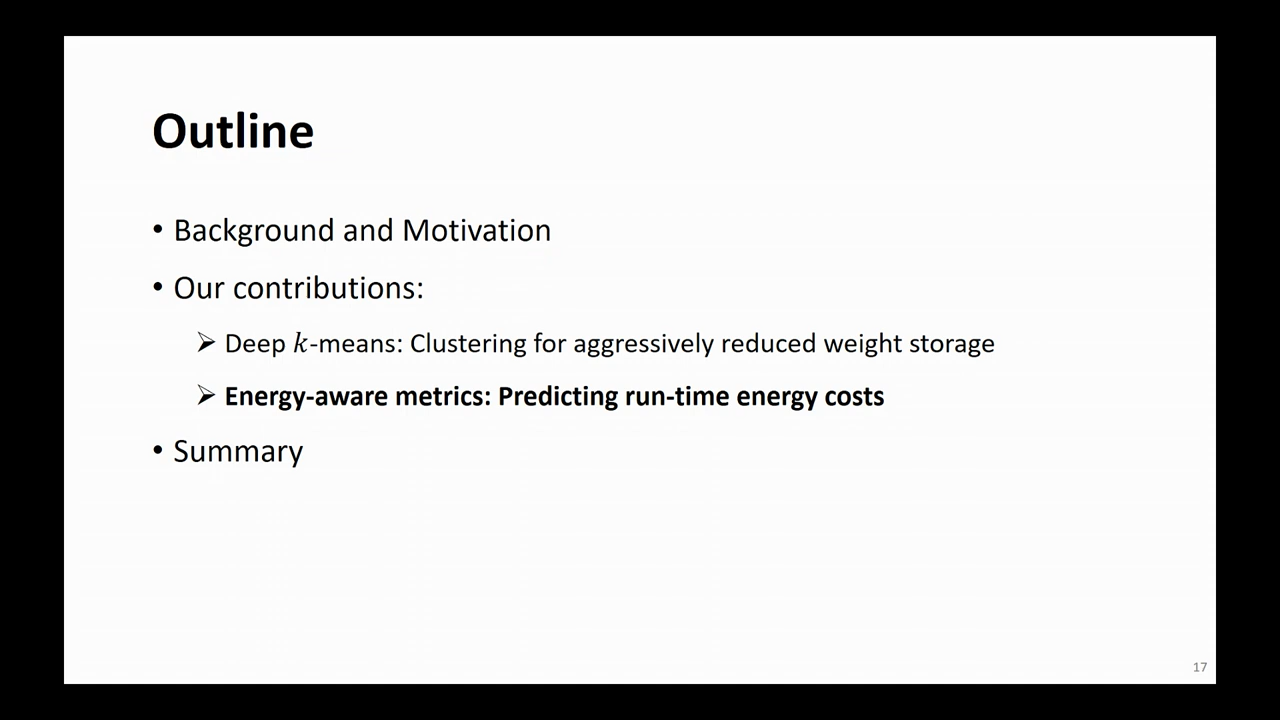 Outline
• Background and Motivation
• Our contributions:
➢ Deep k-means: Clustering for aggressively reduced weight storage
➢ Energy-aware metrics: Predicting run-time energy costs
• Summary
17